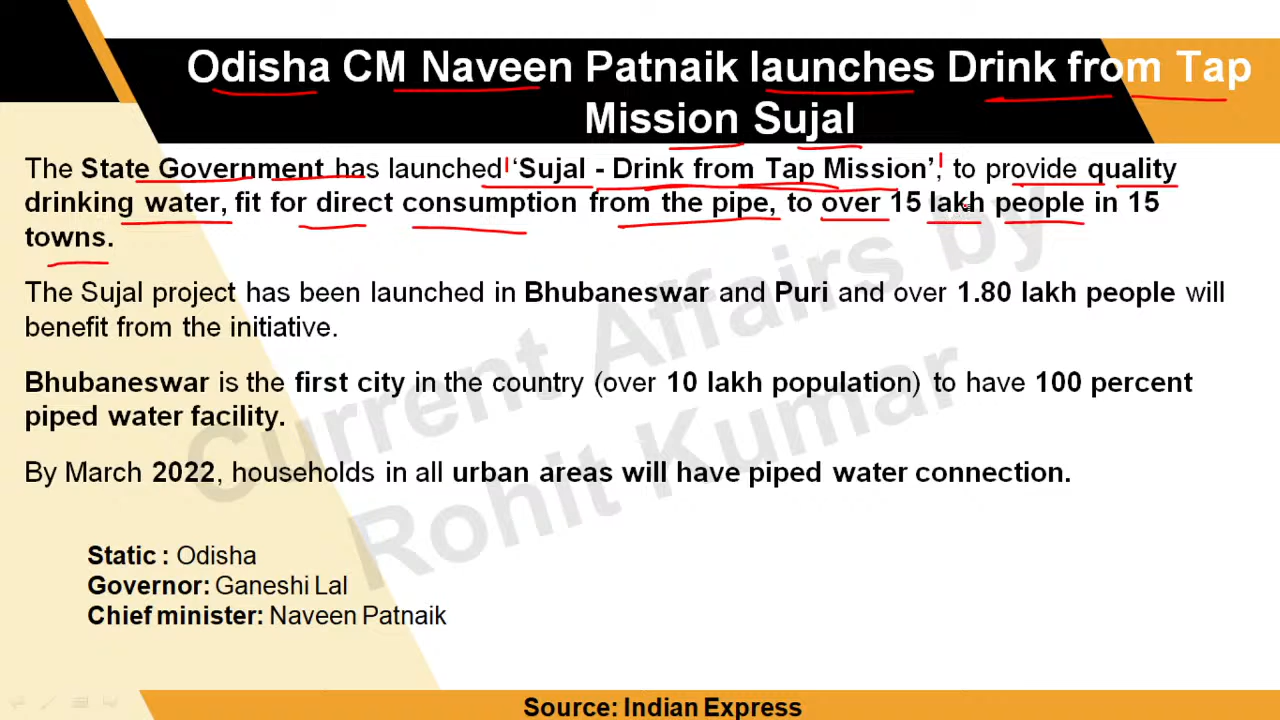 Odisha CM Naveen Patnaik launches Drink from Tap
Mission Sujal
The State Government has launched ‘Sujal - Drink from Tap Mission’, to provide quality
drinking water, fit for direct consumption from the pipe, to over 15 lakh people in 15
towns.
The Sujal project has been launched in Bhubaneswar and Puri and over 1.80 lakh people will
benefit from the initiative.
Bhubaneswar is the first city in the country (over 10 lakh population) to have 100 percent
piped water facility.
By March 2022, households in all urban areas will have piped water connection.
Current Affairs by
Rohit Kumar
Static : Odisha
Governor: Ganeshi Lal
Chief minister: Naveen Patnaik
Source: Indian Express